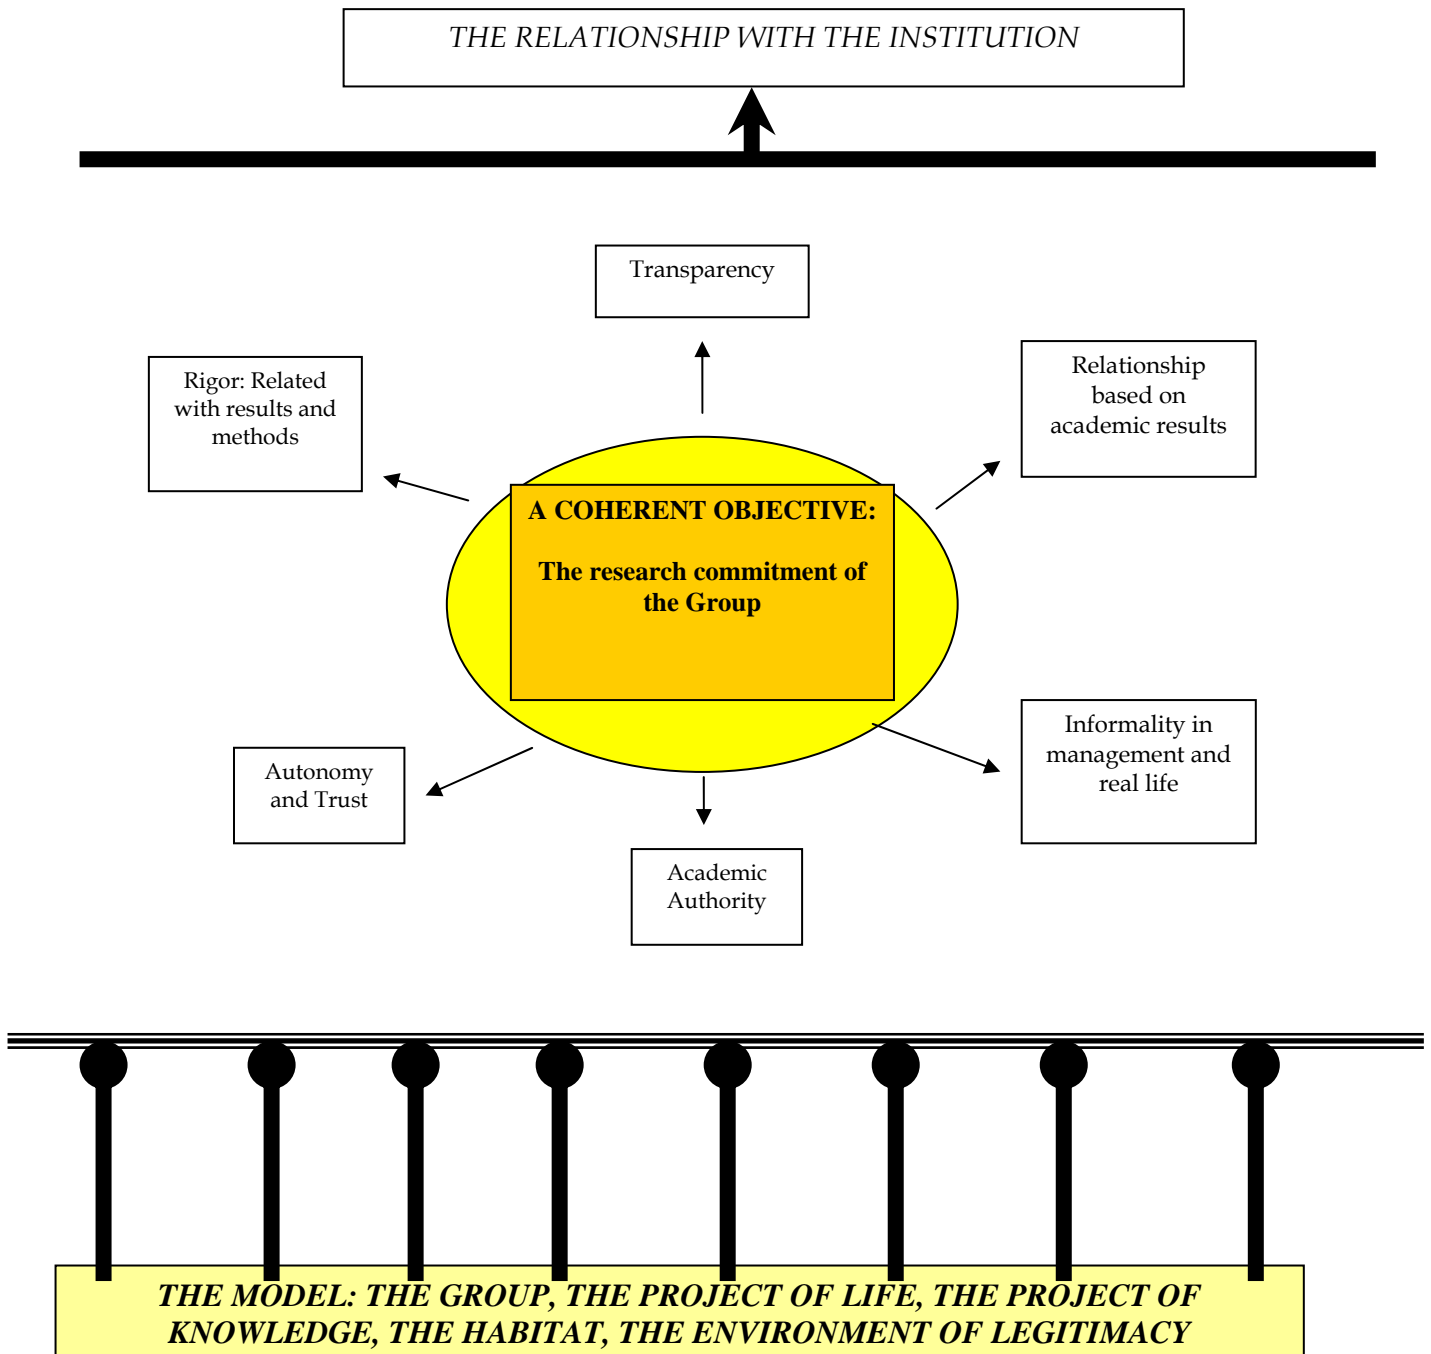 THE RELATIONSHIP WITH THE INSTITUTION
Transparency
Rigor: Related
with results and
methods
Relationship
based on
academic results
A COHERENT OBJECTIVE:
The research commitment of
the Group
Autonomy
and Trust
Informality in
management and
real life
Academic
Authority
THE MODEL: THE GROUP, THE PROJECT OF LIFE, THE PROJECT OF
KNOWLEDGE, THE HABITAT, THE ENVIRONMENT OF LEGITIMACY